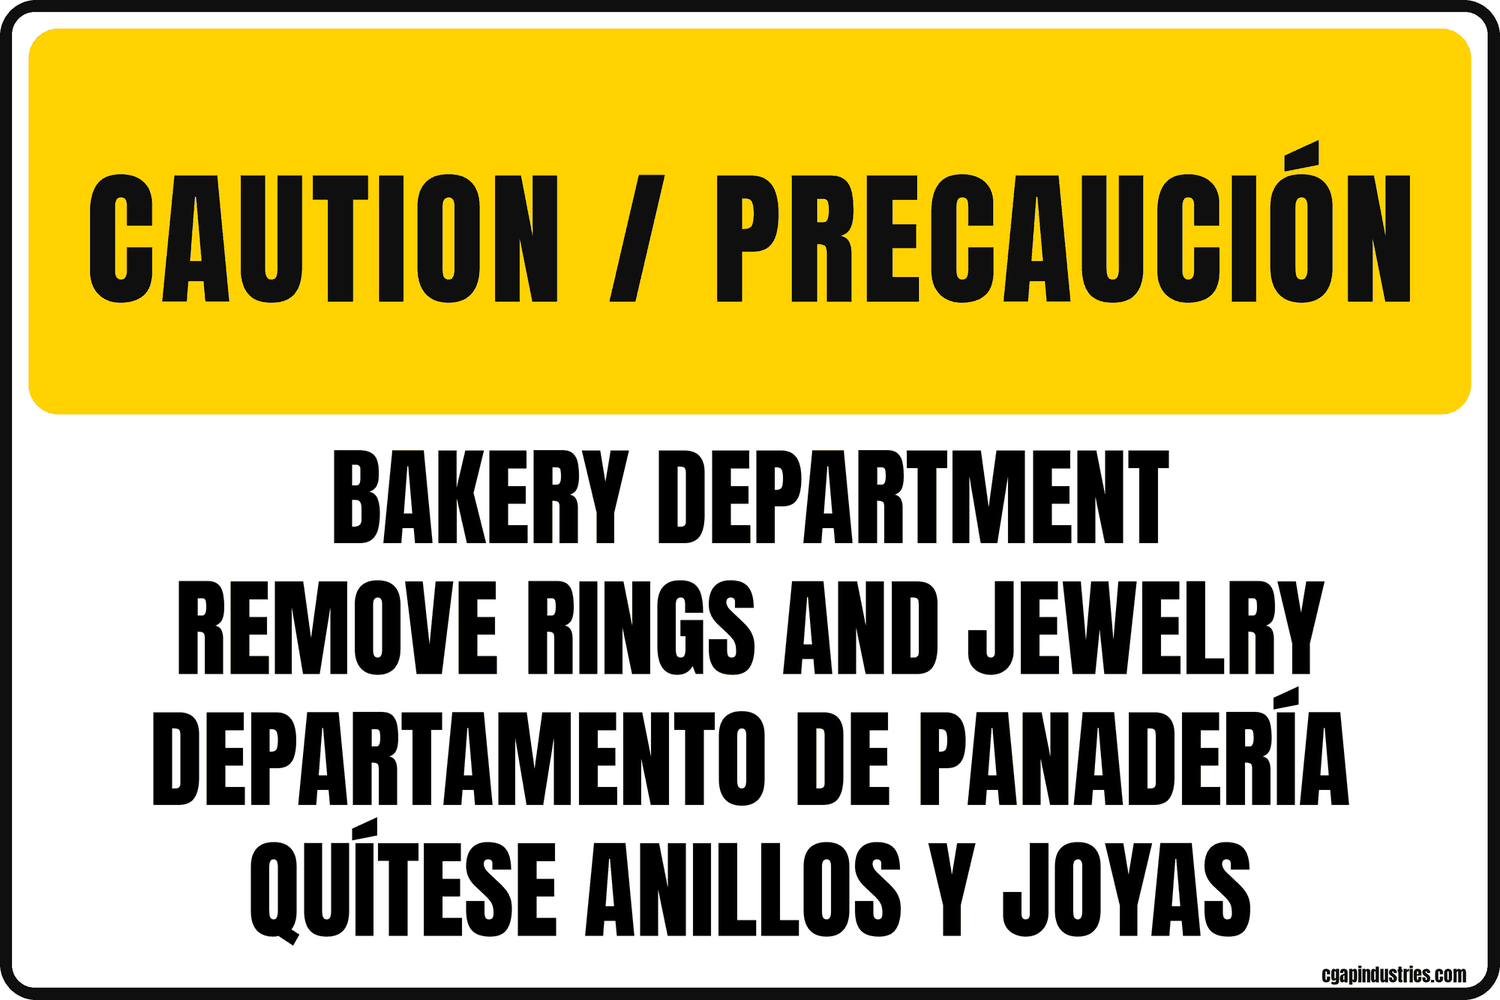 CAUTION / PRECAUCIÓN
BAKERY DEPARTMENT
REMOVE RINGS AND JEWELRY
DEPARTAMENTO DE PANADERÍA
QUÍTESE ANILLOS Y JOYAS
cgapindustries.com